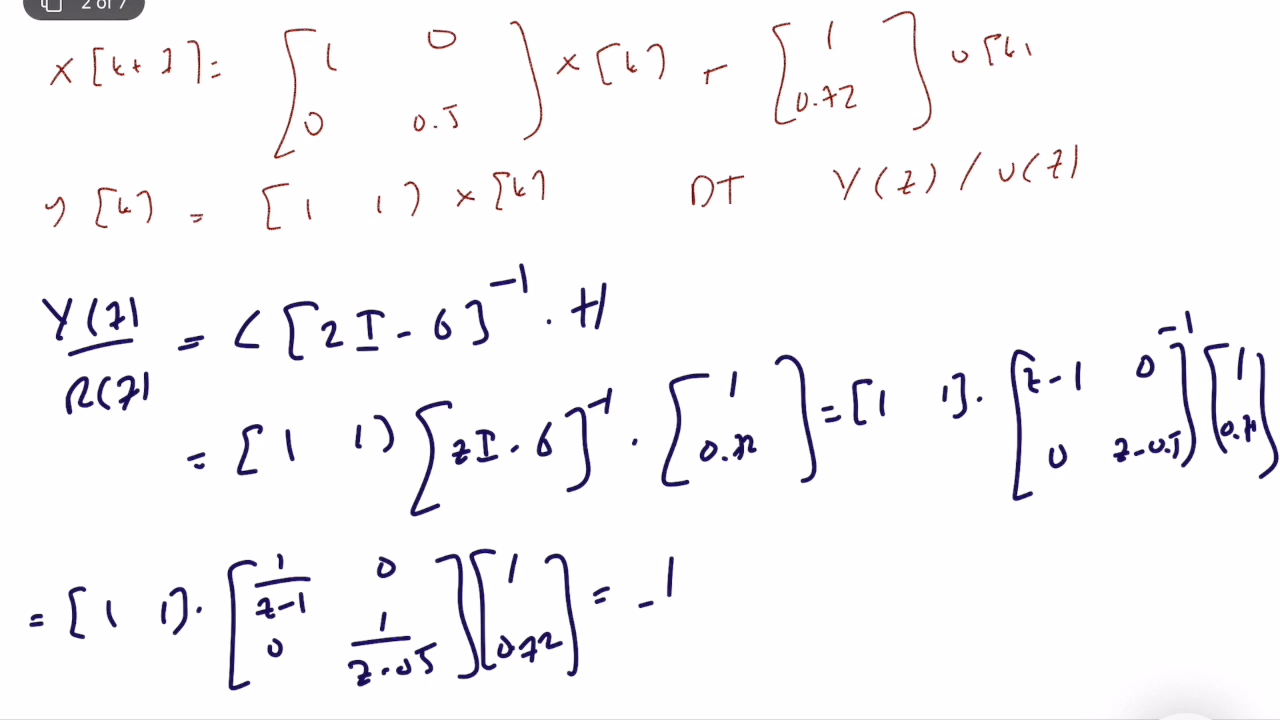 2 of 7
x[k+1]= [1 0 0 0.5] x[k] + [1 0.72] u[k]
y[k] = [1 1] x[k] DT Y(z) / U(z)
Y(z)/R(z) = C [zI - G]^-1 . H
= [1 1] [zI - G]^-1 . [1 0.72] = [1 1] . [z-1 0 0 z-0.5]^-1 [1 0.72]
= [1 1] . [1/(z-1) 0 0 1/(z-0.5)] [1 0.72] = -1